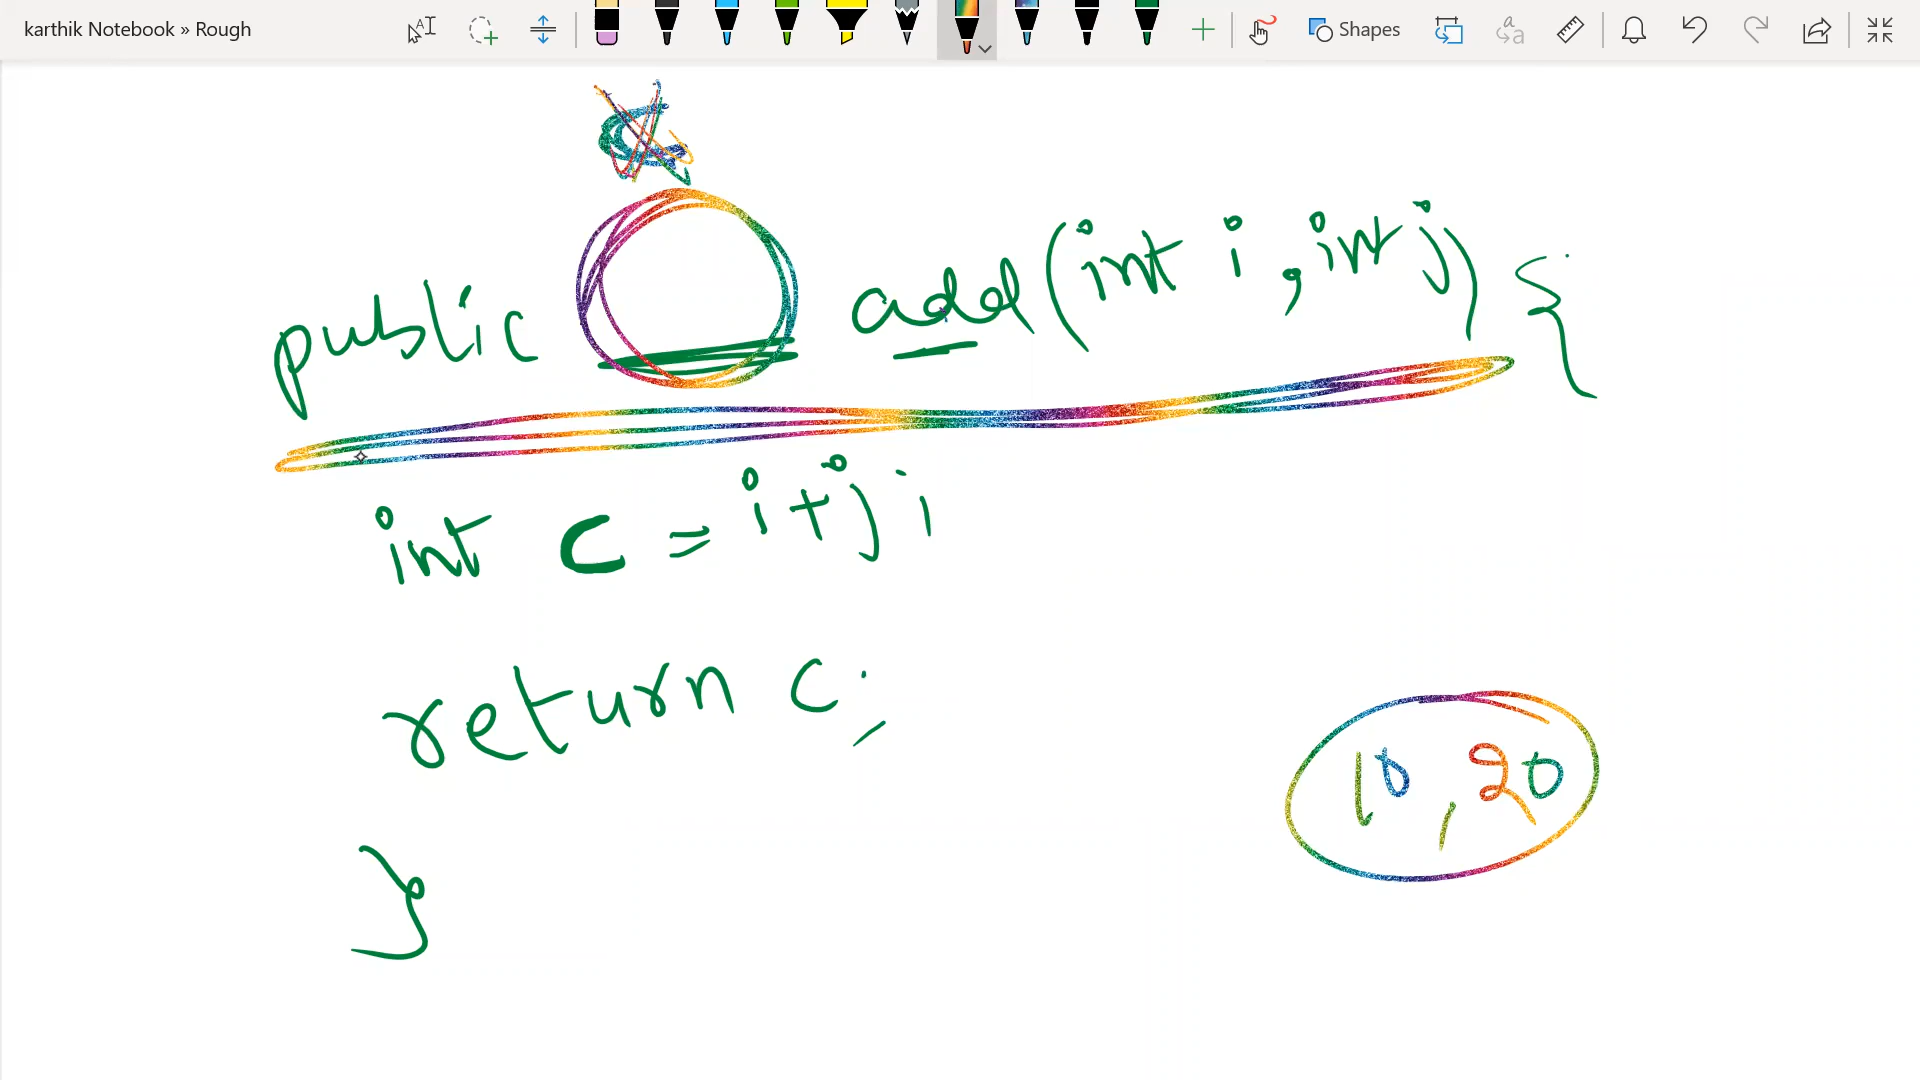 karthik Notebook » Rough
Shapes
public add(int i, int j) {
int c = i+j;
return c;
}
10, 20